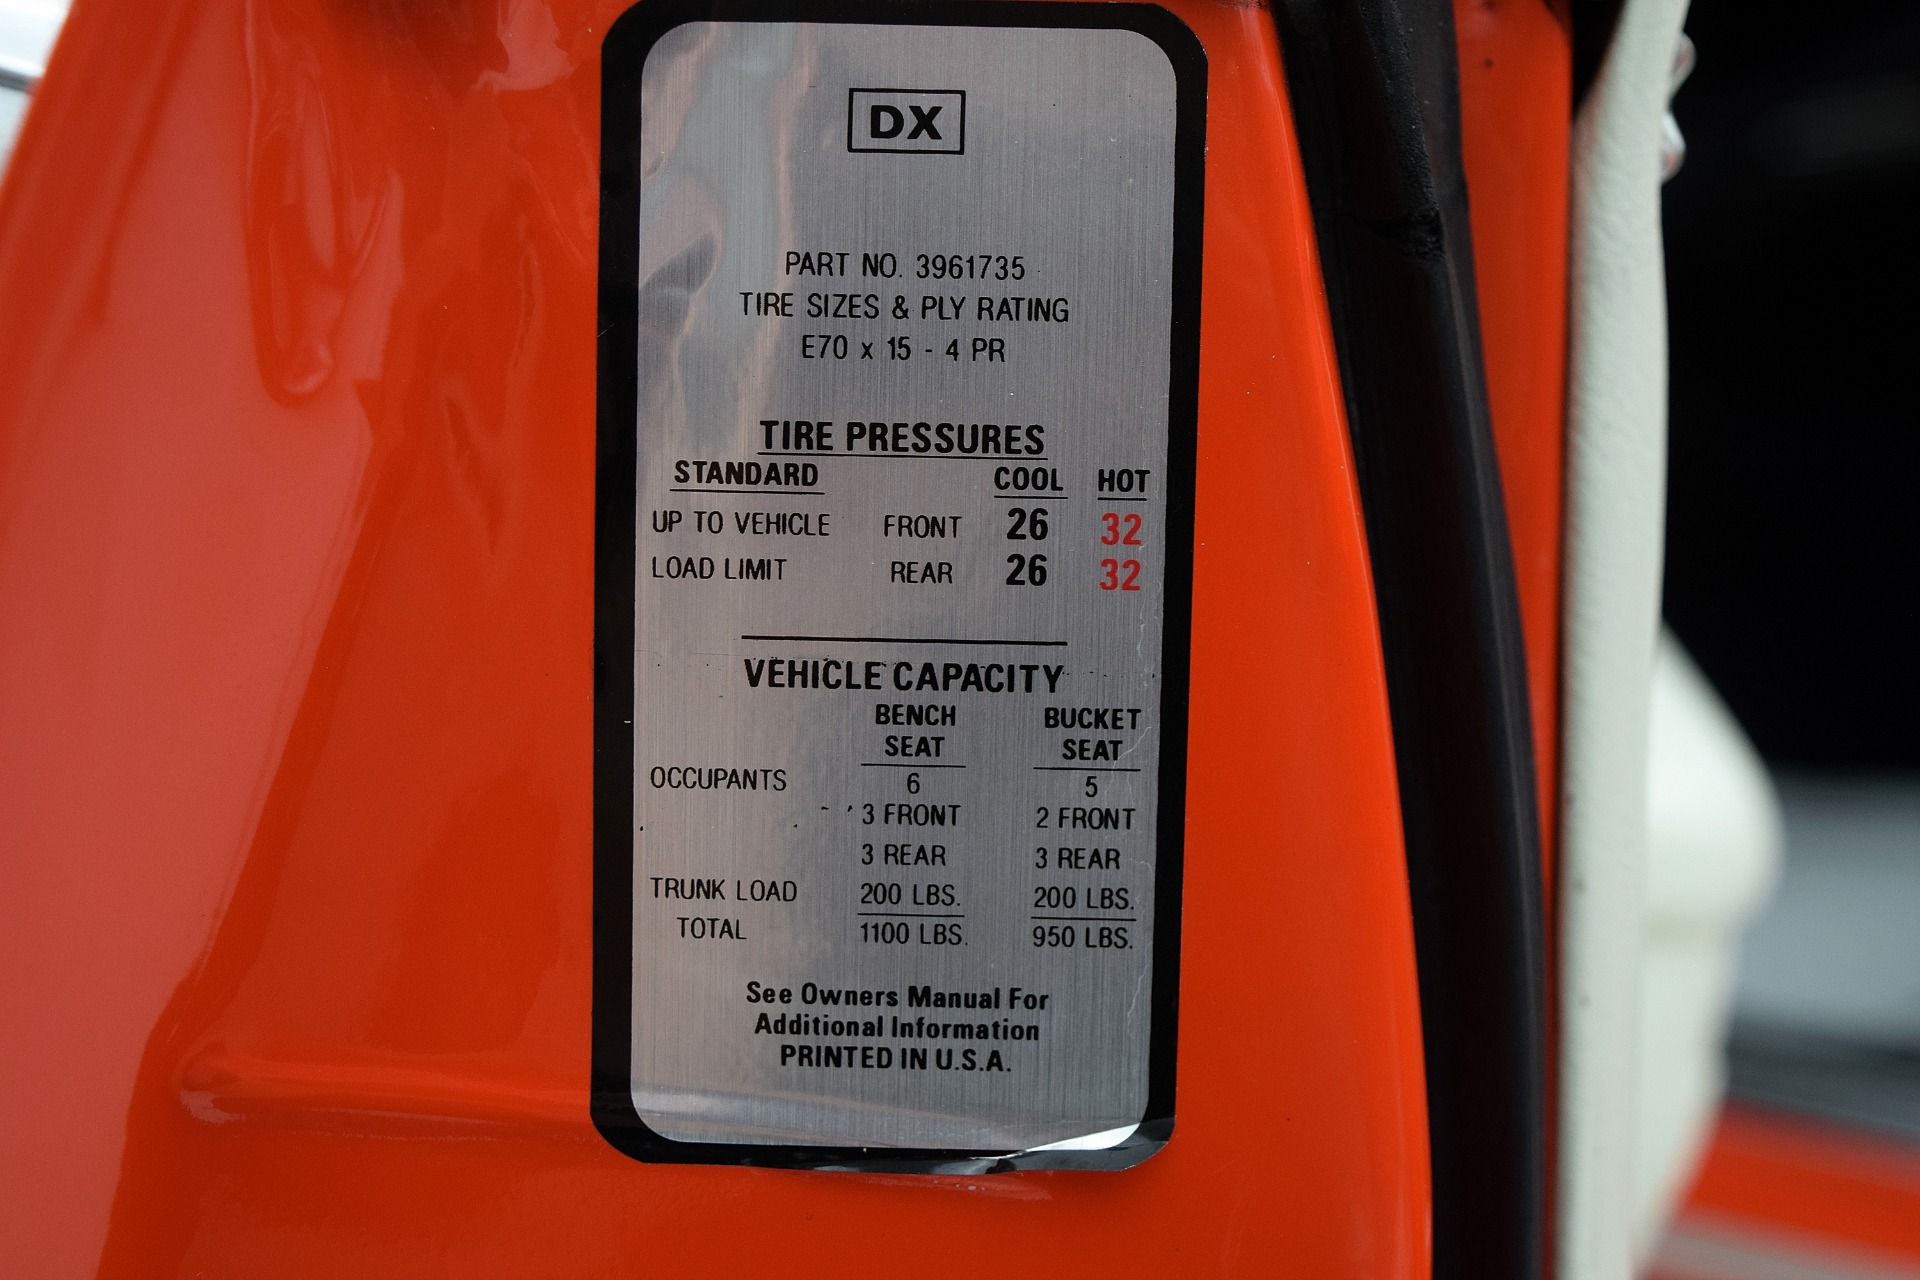 DX
PART NO. 3961735
TIRE SIZES & PLY RATING
E70 x 15 - 4 PR
TIRE PRESSURES
STANDARD COOL HOT
UP TO VEHICLE FRONT 26 32
LOAD LIMIT REAR 26 32
VEHICLE CAPACITY
BENCH BUCKET
SEAT SEAT
OCCUPANTS 6 5
3 FRONT 2 FRONT
3 REAR 3 REAR
TRUNK LOAD 200 LBS. 200 LBS.
TOTAL 1100 LBS. 950 LBS.
See Owners Manual For
Additional Information
PRINTED IN U.S.A.